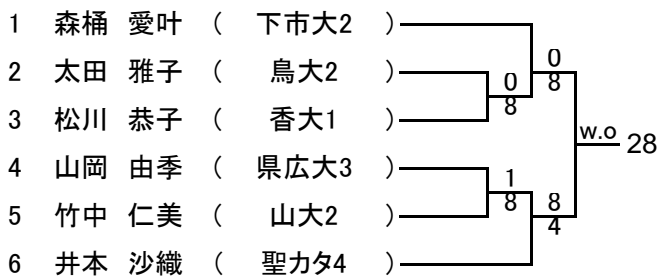 1 森桶 愛叶 ( 下市大2 )
0
8
2 太田 雅子 ( 鳥大2 )
0
8
3 松川 恭子 ( 香大1 )
w.o 28
4 山岡 由季 ( 県広大3 )
1
8
5 竹中 仁美 ( 山大2 )
8
4
6 井本 沙織 ( 聖カタ4 )